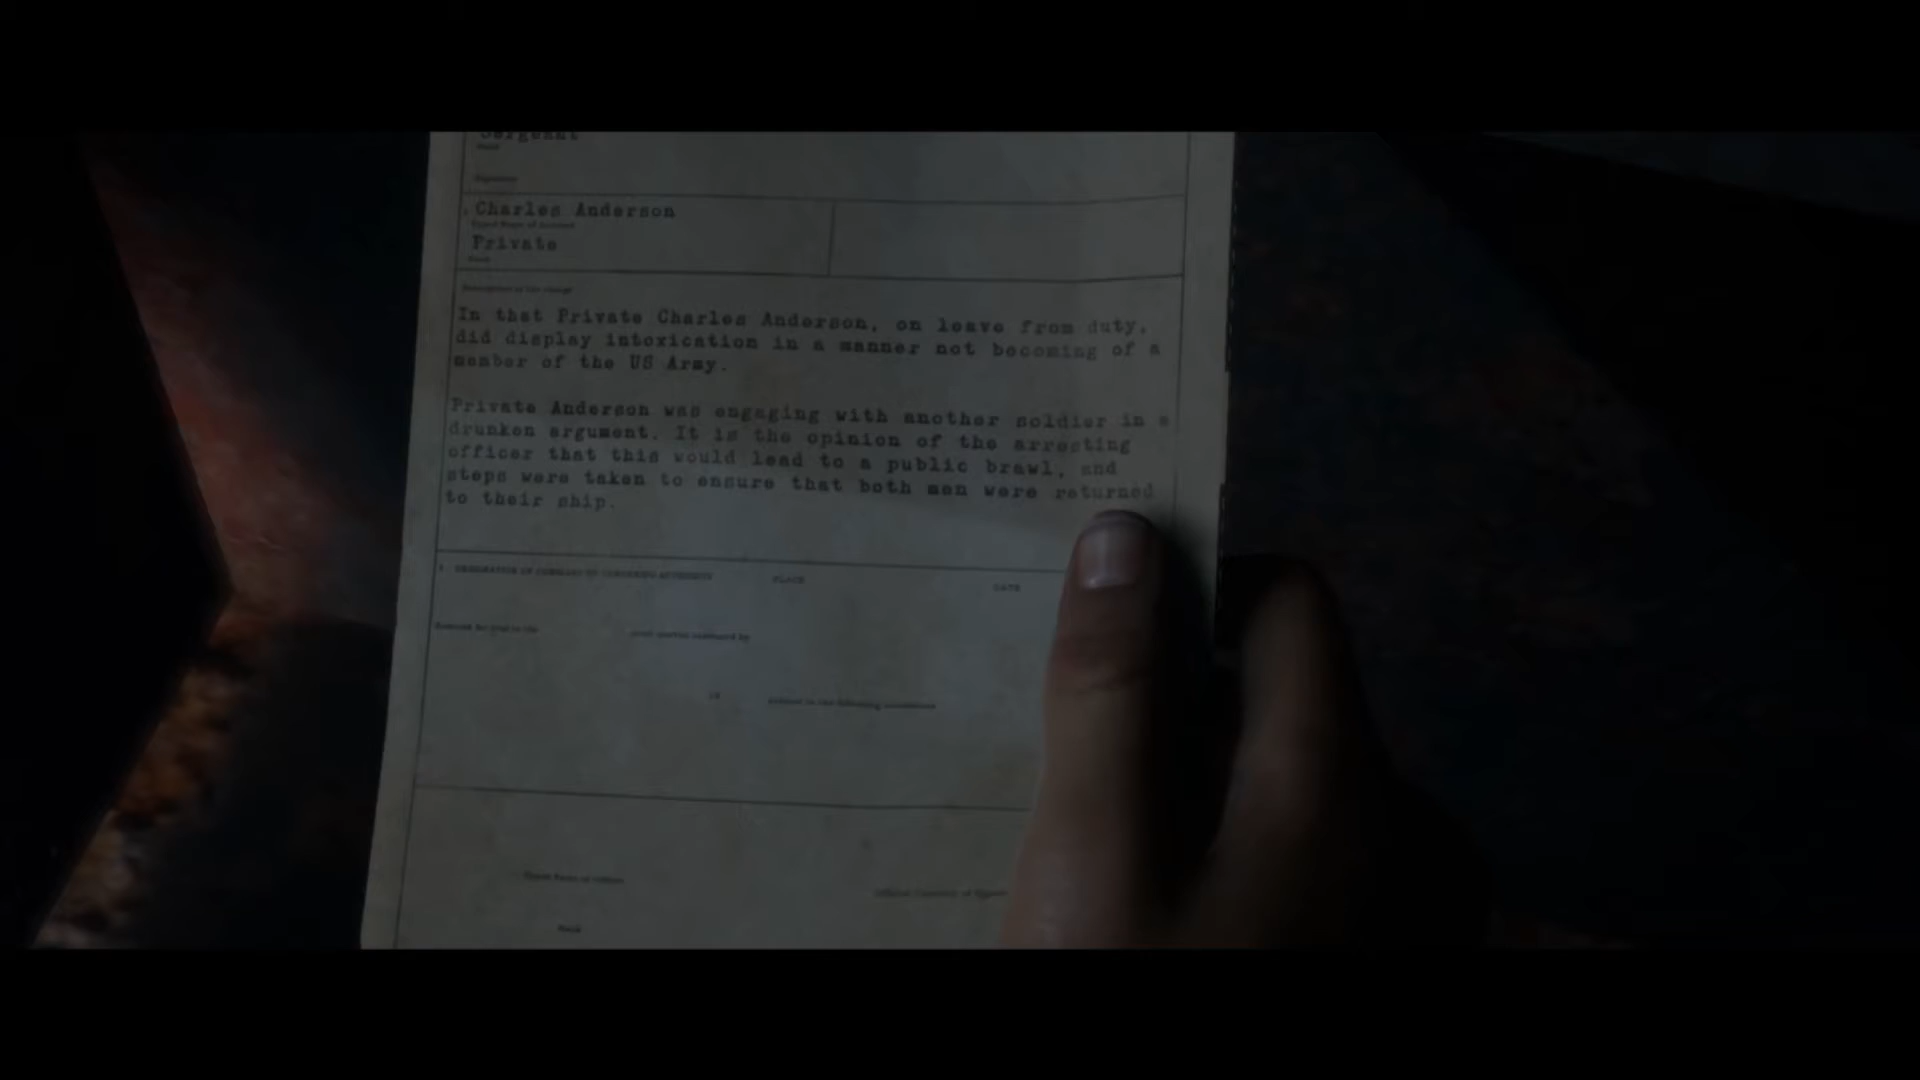 Sergeant
Charles Anderson
Private
In that Private Charles Anderson, on leave from duty,
did display intoxication in a manner not becoming of a
member of the US Army.
Private Anderson was engaging with another soldier in a
drunken argument. It is the opinion of the arresting
officer that this would lead to a public brawl, and
steps were taken to ensure that both men were returned
to their ship.
PLACE
DATE